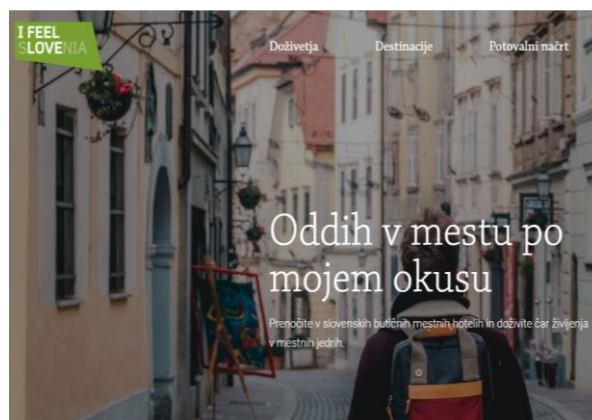 I FEEL
SLOVENIA
Doživetja Destinacije Potovalni načrt
Oddih v mestu po
mojem okusu
Prenočite v slovenskih butičnih mestnih hotelih in doživite čar življenja
v mestnih jedrih.